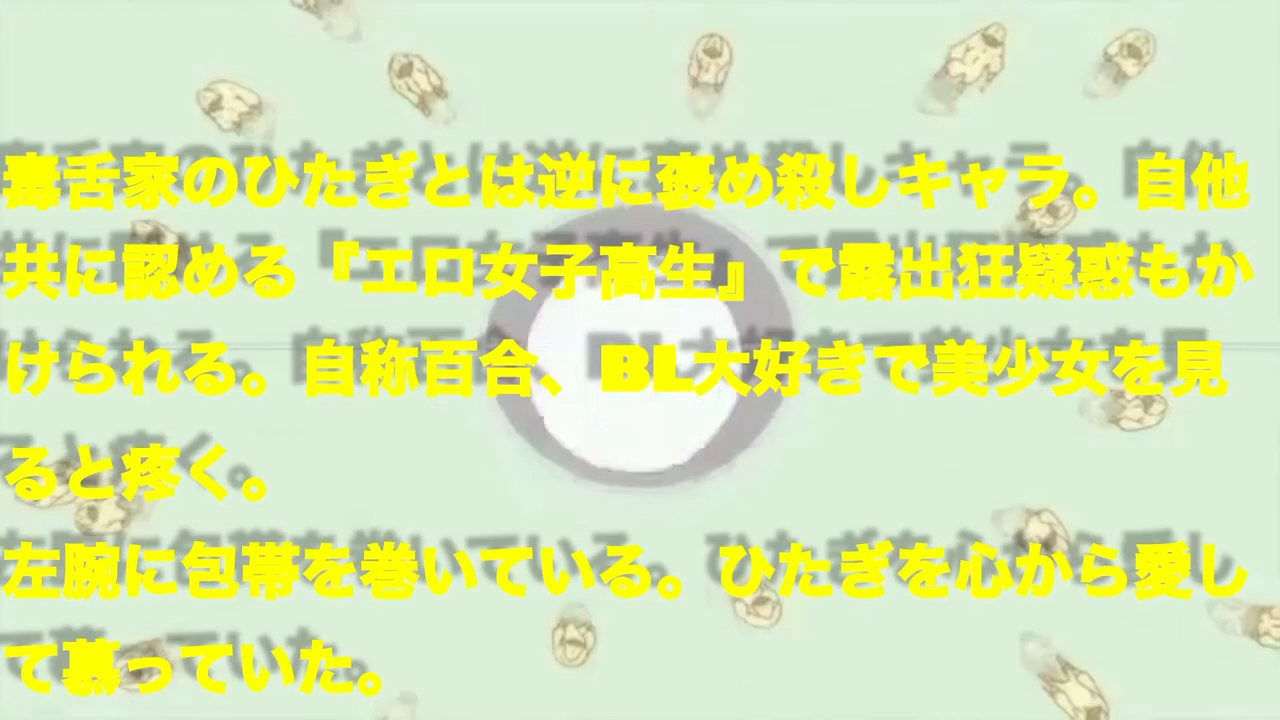 毒舌家のひたぎとは逆に褒め殺しキャラ。自他
共に認める『エロ女子高生』で露出狂疑惑もか
けられる。自称百合、BL大好きで美少女を見
ると疼く。
左腕に包帯を巻いている。ひたぎを心から愛し
て慕っていた。